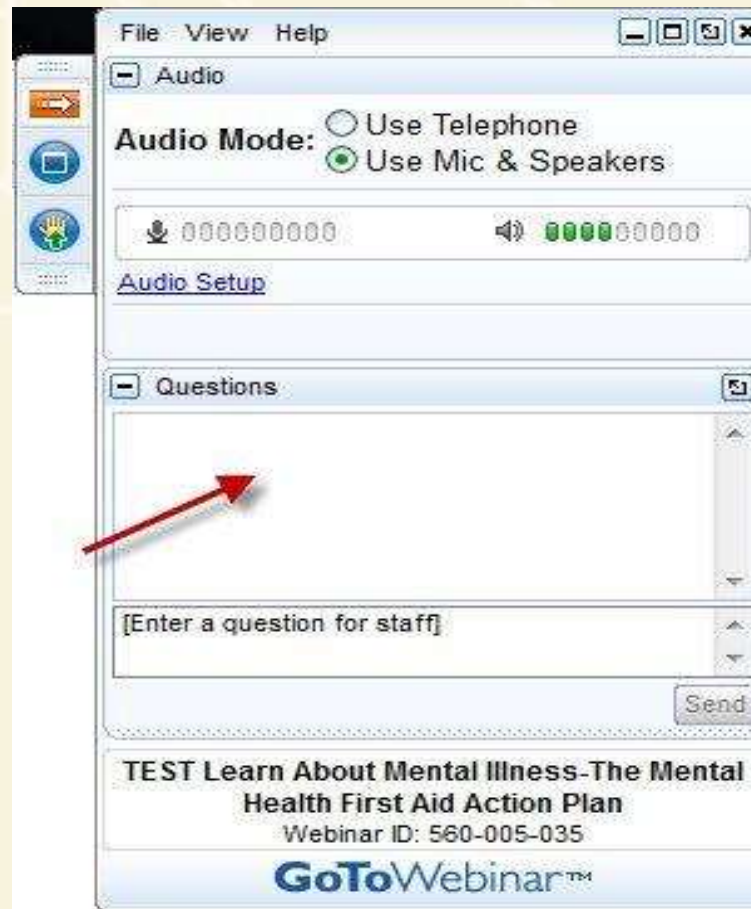 File View Help
Audio
Audio Mode: Use Telephone
Use Mic & Speakers
Audio Setup
Questions
[Enter a question for staff]
Send
TEST Learn About Mental Illness-The Mental
Health First Aid Action Plan
Webinar ID: 560-005-035
GoToWebinar™